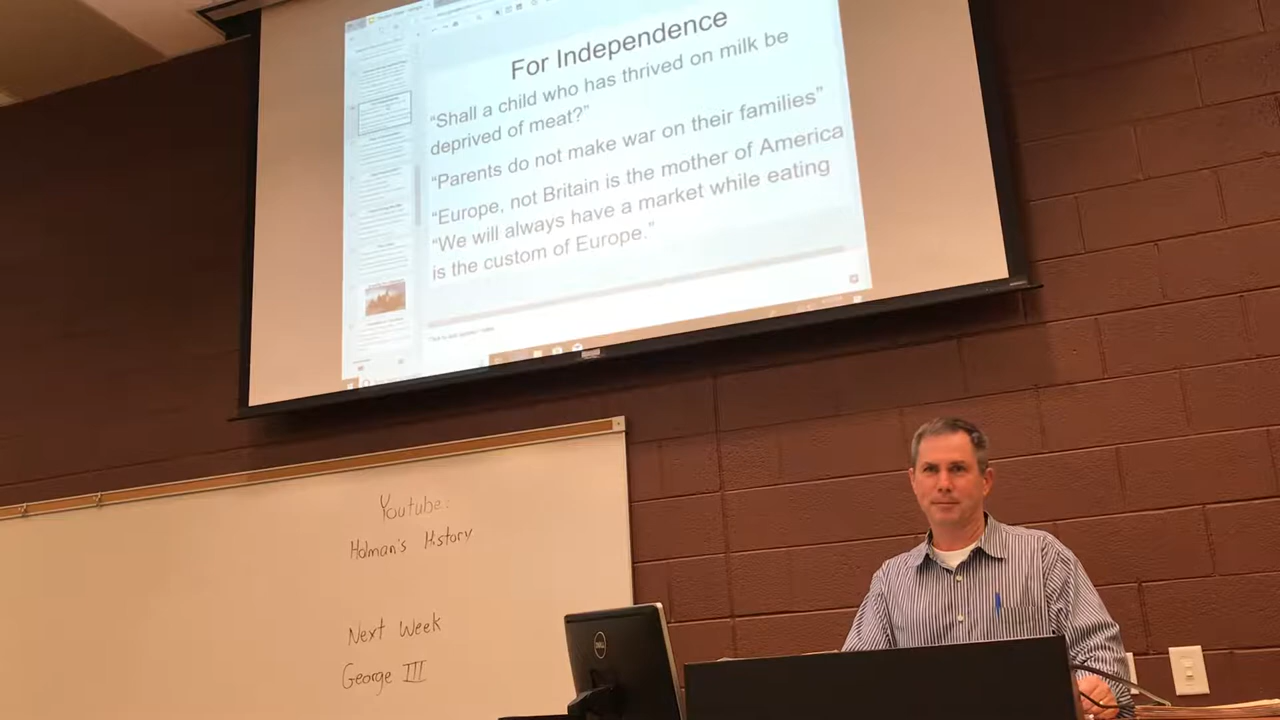 For Independence
“Shall a child who has thrived on milk be
deprived of meat?”
“Parents do not make war on their families”
“Europe, not Britain is the mother of America
“We will always have a market while eating
is the custom of Europe.”
Youtube:
Holman's History
Next Week
George III
DELL